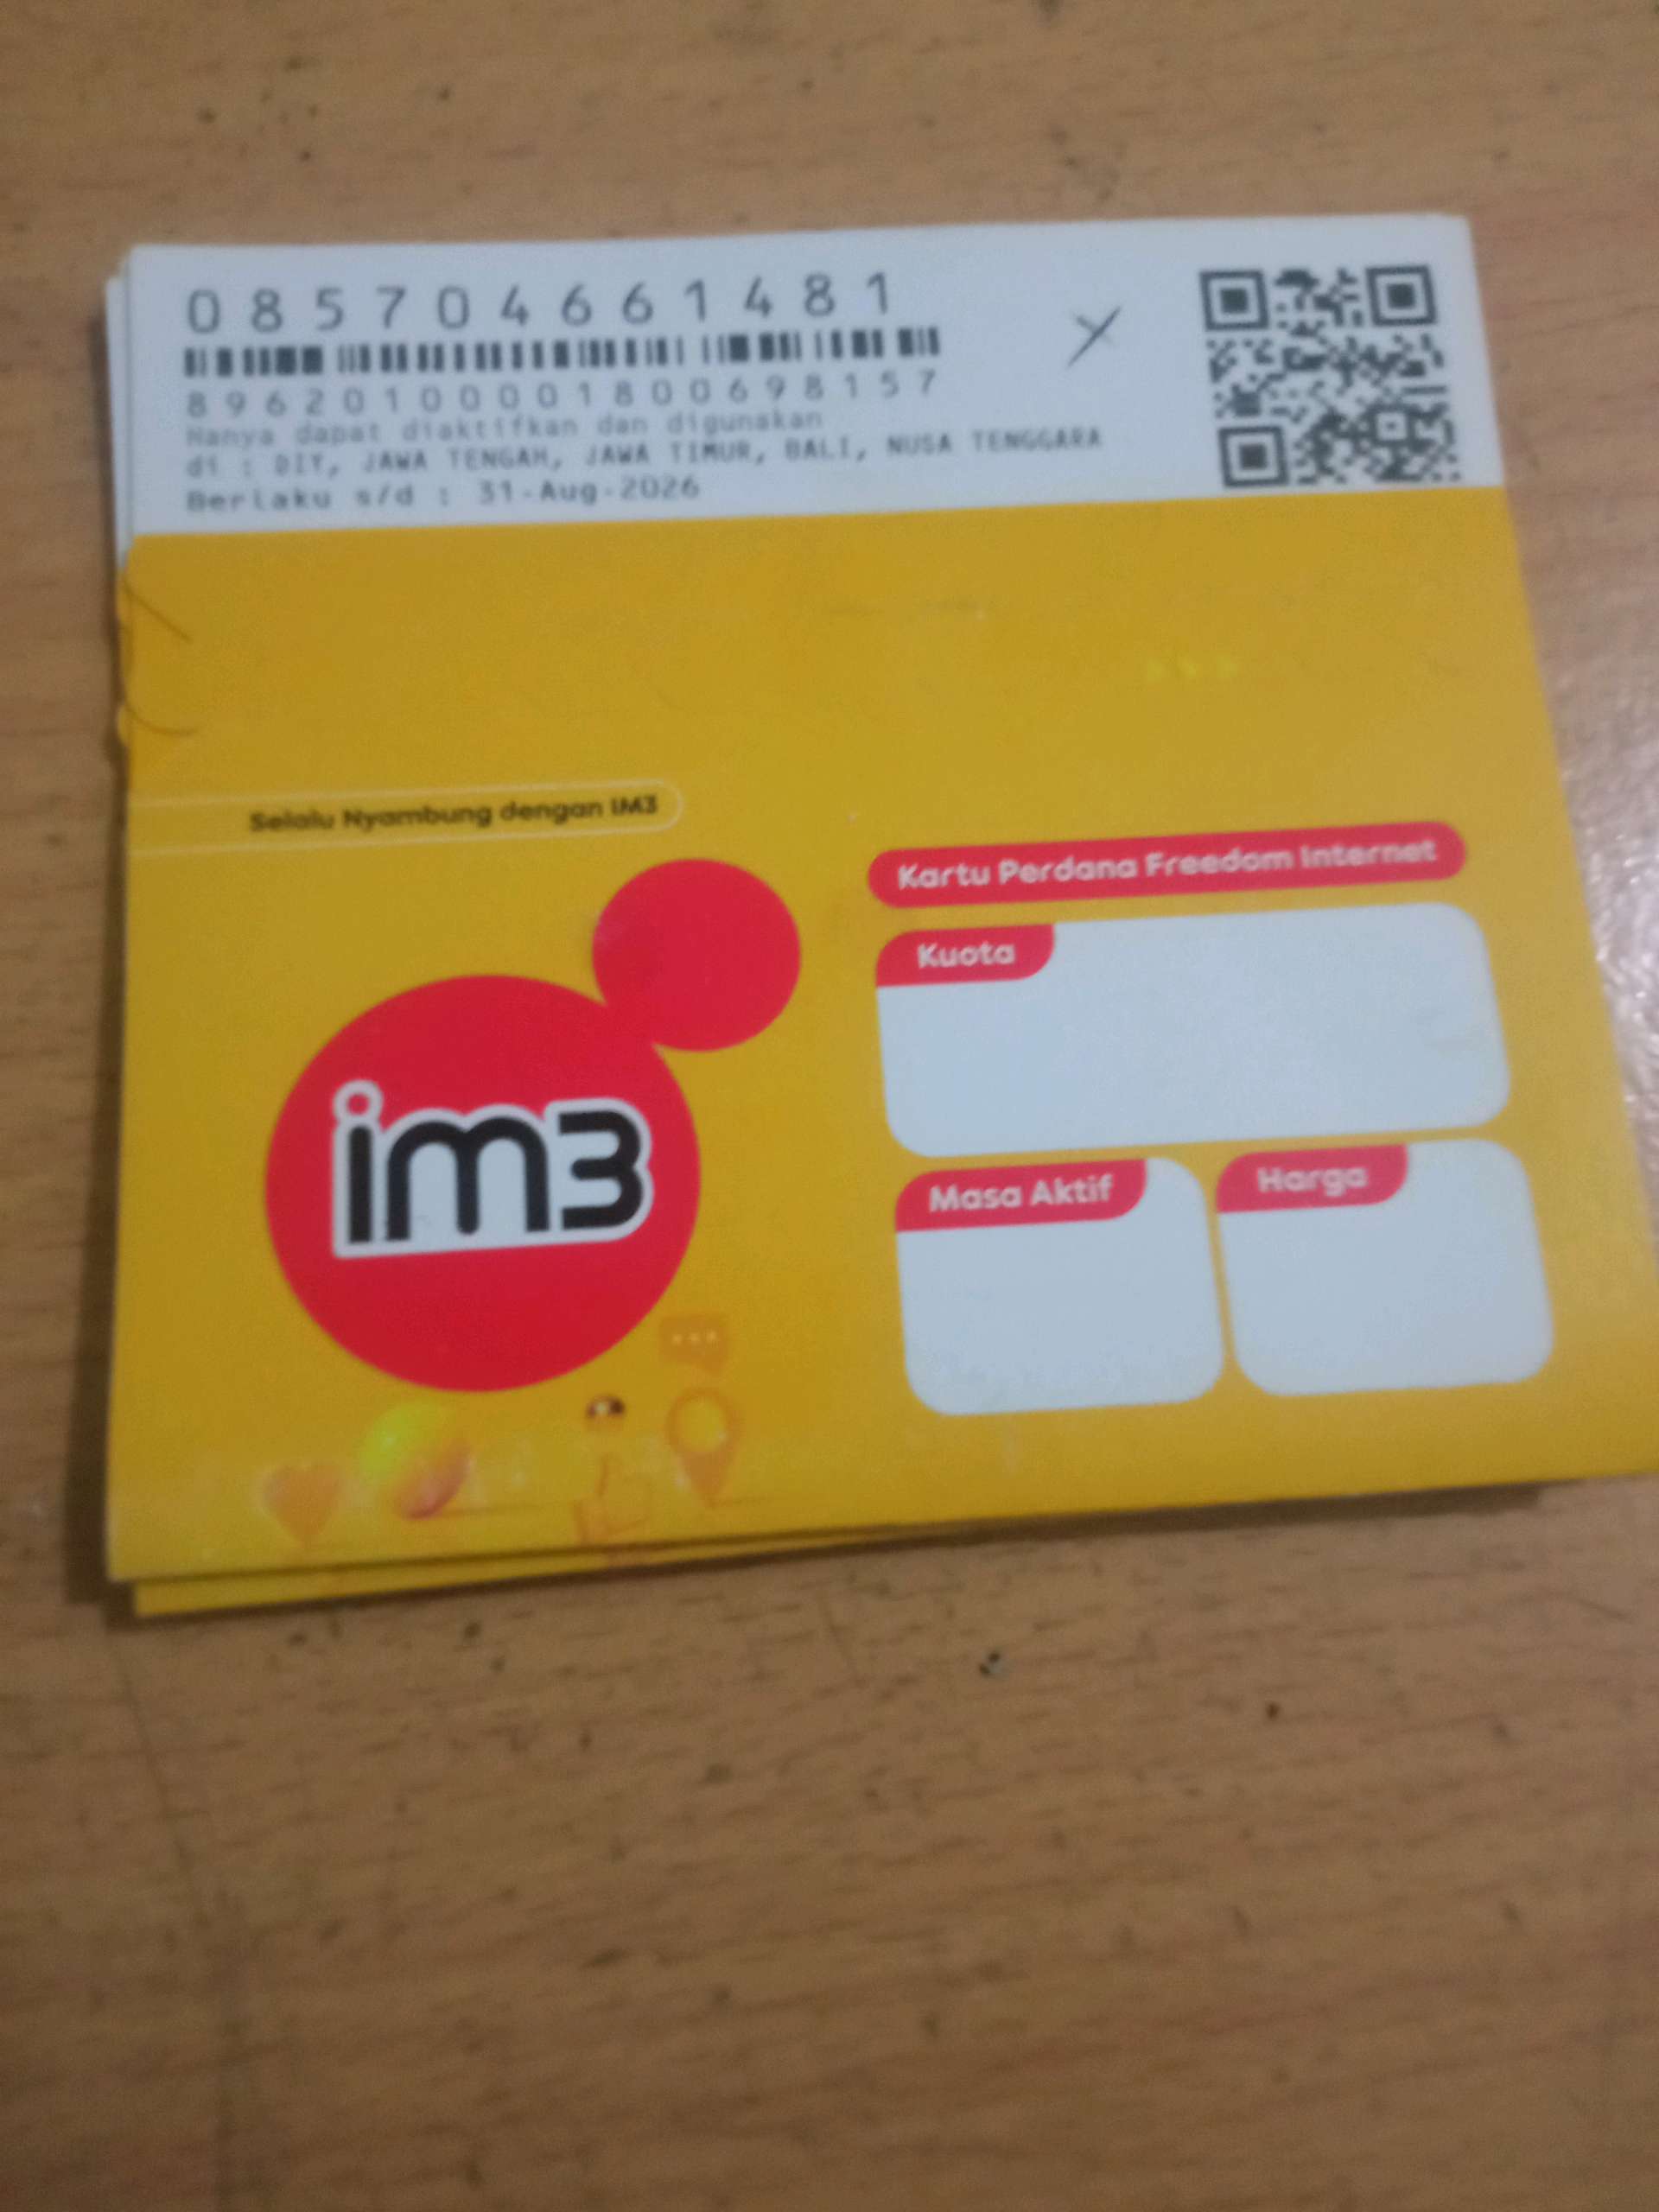 085704661481
8962010000180069815 7
Hanya dapat diaktifkan dan digunakan
di : DIY, JAWA TENGAH, JAWA TIMUR, BALI, NUSA TENGGARA
Berlaku s/d : 31-Aug-2026
Selalu Nyambung dengan IM3
im3
Kartu Perdana Freedom Internet
Kuota
Masa Aktif
Harga